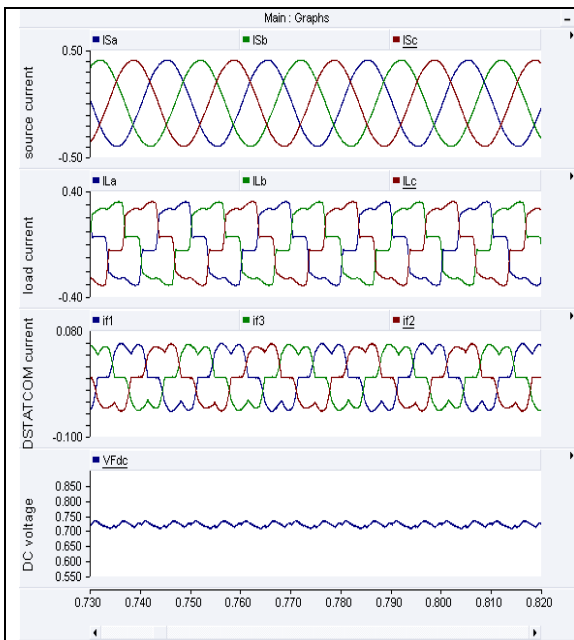 Main : Graphs
ISa ISb ISc
0.50
-0.50
source current
ILa ILb ILc
0.40
-0.40
load current
if1 if3 if2
0.080
-0.100
DSTATCOM current
VFdc
0.850
0.800
0.750
0.700
0.650
0.600
0.550
DC voltage
0.730 0.740 0.750 0.760 0.770 0.780 0.790 0.800 0.810 0.820